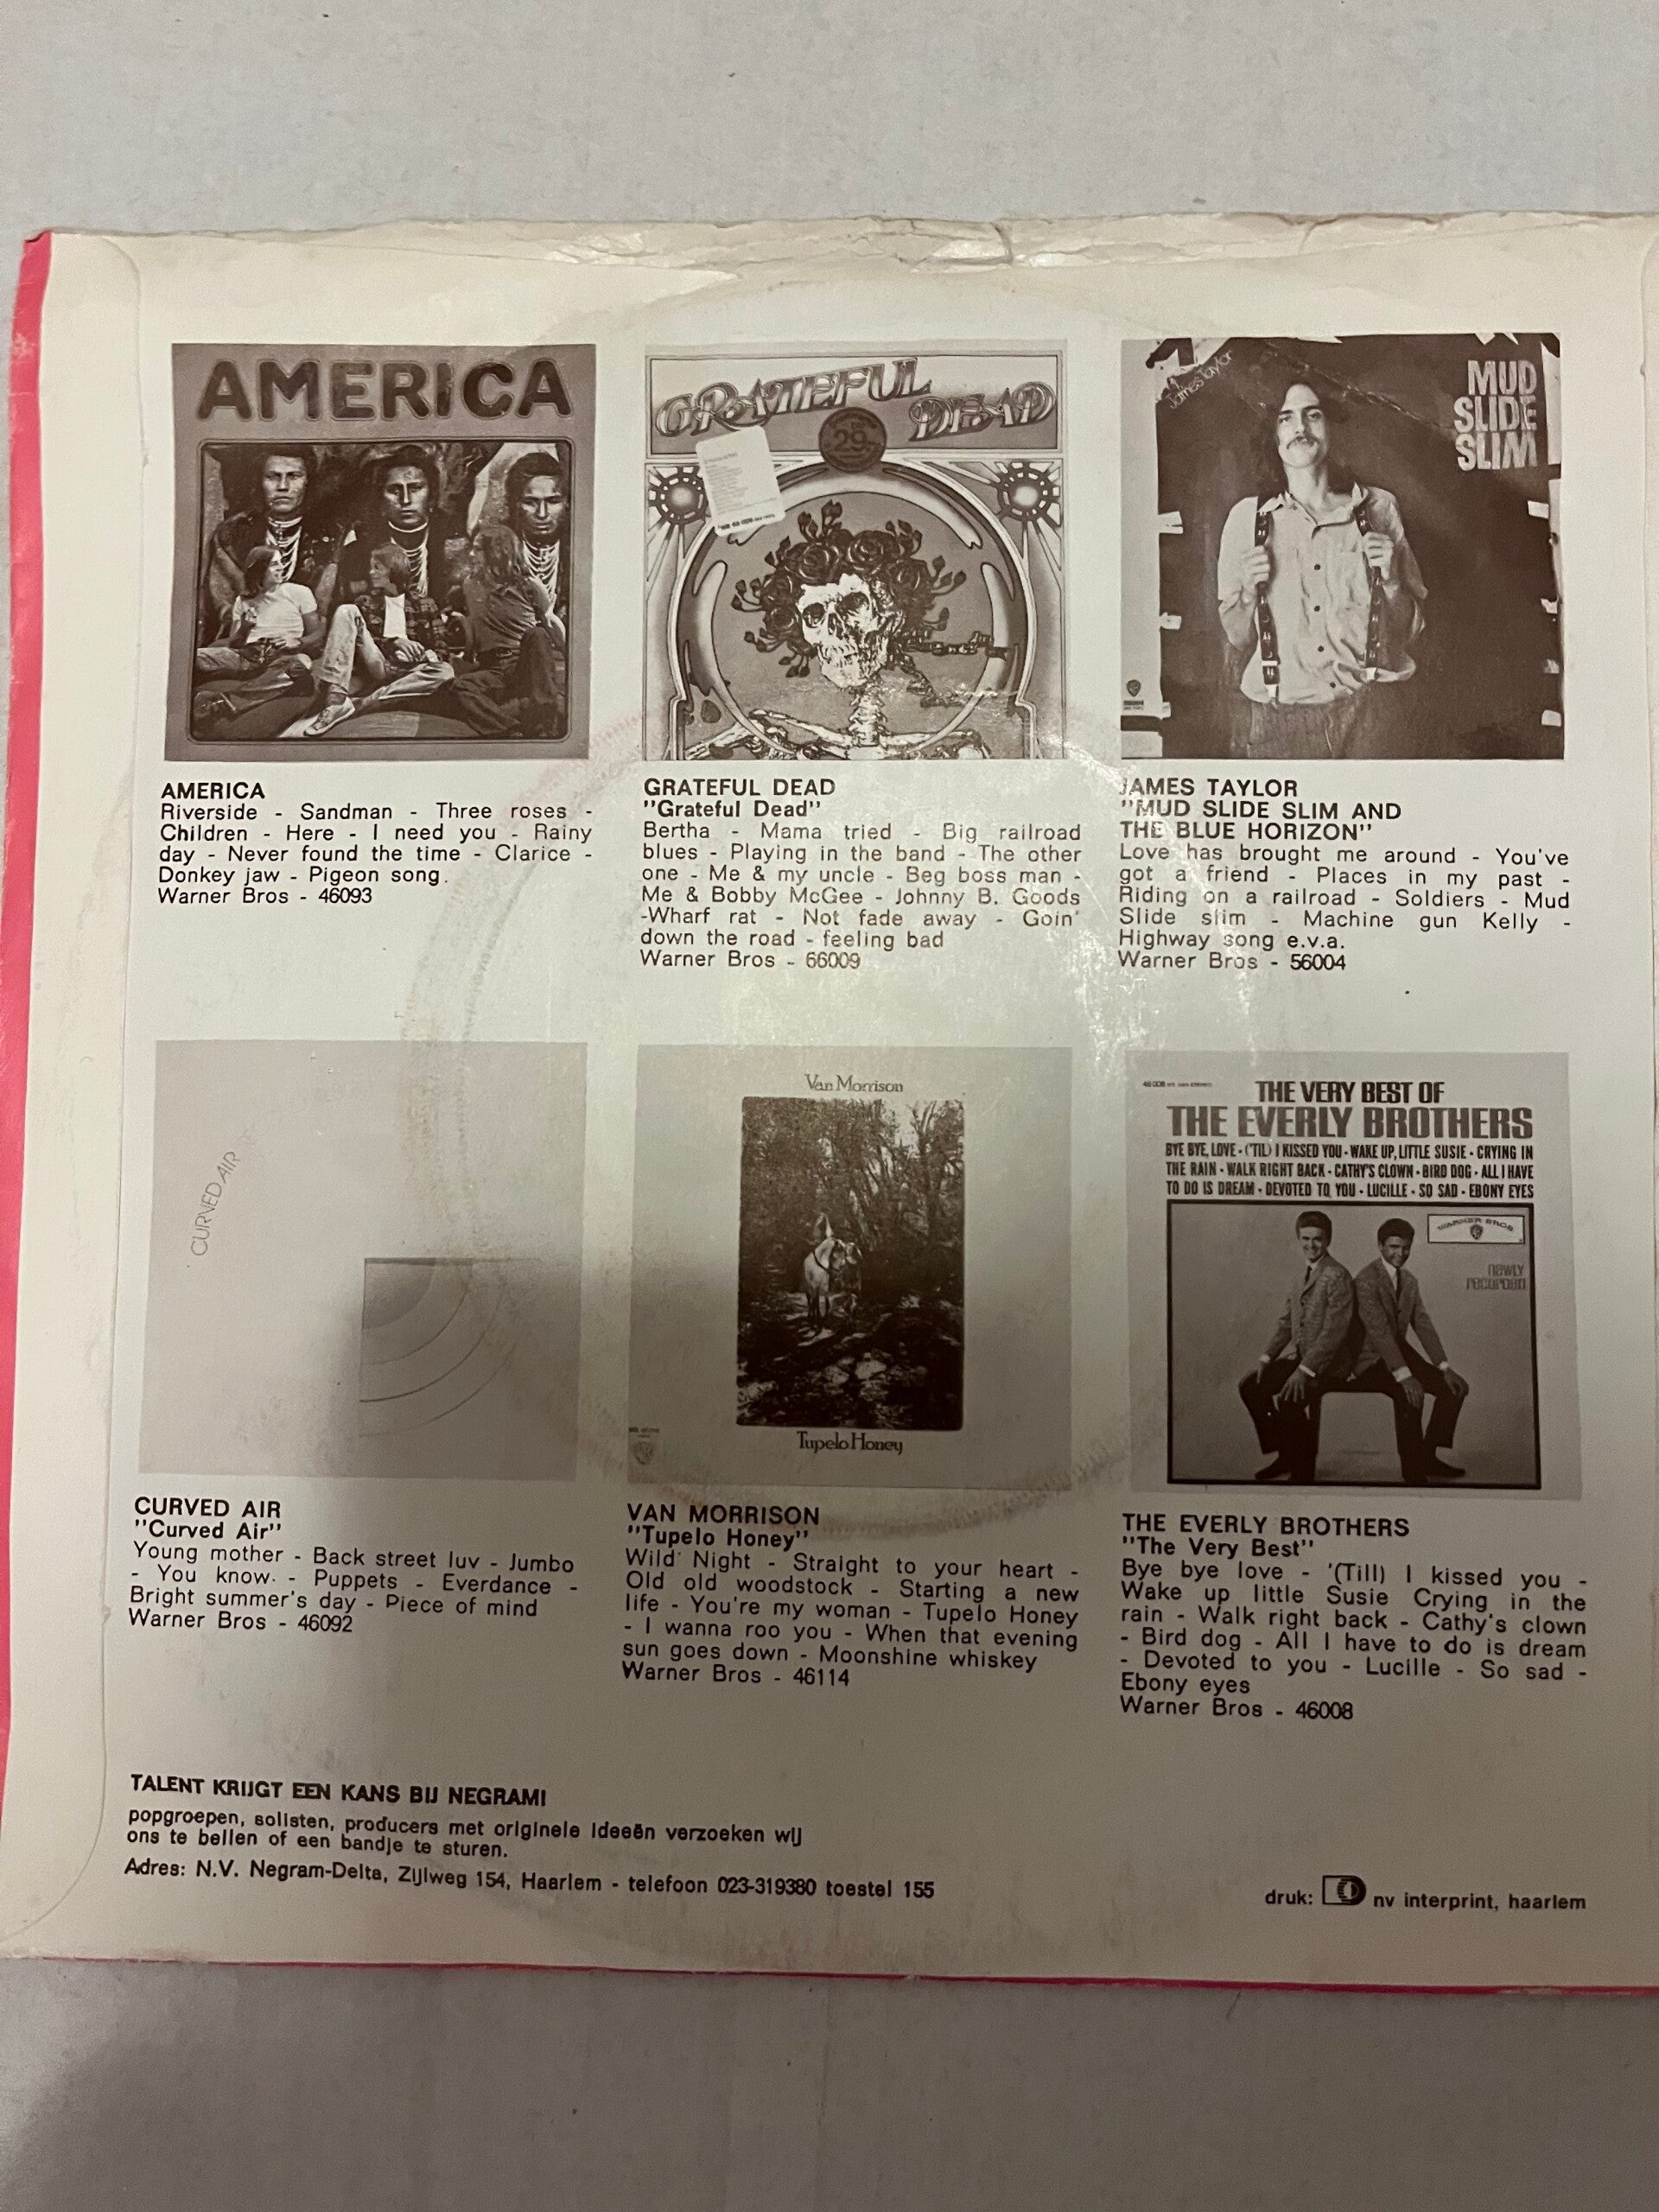 AMERICA
GRATEFUL DEAD
29
James Taylor
MUD
SLIDE
SLIM
AMERICA
Riverside - Sandman - Three roses -
Children - Here - I need you - Rainy
day - Never found the time - Clarice -
Donkey jaw - Pigeon song.
Warner Bros - 46093
GRATEFUL DEAD
"Grateful Dead"
Bertha - Mama tried - Big railroad
blues - Playing in the band - The other
one - Me & my uncle - Beg boss man -
Me & Bobby McGee - Johnny B. Goods
-Wharf rat - Not fade away - Goin'
down the road - feeling bad
Warner Bros - 66009
JAMES TAYLOR
"MUD SLIDE SLIM AND
THE BLUE HORIZON"
Love has brought me around - You've
got a friend - Places in my past -
Riding on a railroad - Soldiers - Mud
Slide slim - Machine gun Kelly -
Highway song e.v.a.
Warner Bros - 56004
CURVED AIR
Van Morrison
Tupelo Honey
THE VERY BEST OF
THE EVERLY BROTHERS
BYE BYE, LOVE • ('TIL) I KISSED YOU • WAKE UP, LITTLE SUSIE • CRYING IN
THE RAIN • WALK RIGHT BACK • CATHY'S CLOWN • BIRD DOG • ALL I HAVE
TO DO IS DREAM • DEVOTED TO YOU • LUCILLE • SO SAD • EBONY EYES
WARNER BROS.
newly
recorded
CURVED AIR
"Curved Air"
Young mother - Back street luv - Jumbo
- You know. - Puppets - Everdance -
Bright summer's day - Piece of mind
Warner Bros - 46092
VAN MORRISON
"Tupelo Honey"
Wild Night - Straight to your heart -
Old old woodstock - Starting a new
life - You're my woman - Tupelo Honey
- I wanna roo you - When that evening
sun goes down - Moonshine whiskey
Warner Bros - 46114
THE EVERLY BROTHERS
"The Very Best"
Bye bye love - '(Till) I kissed you -
Wake up little Susie Crying in the
rain - Walk right back - Cathy's clown
- Bird dog - All I have to do is dream
- Devoted to you - Lucille - So sad -
Ebony eyes
Warner Bros - 46008
TALENT KRIJGT EEN KANS BIJ NEGRAM!
popgroepen, solisten, producers met originele ideeën verzoeken wij
ons te bellen of een bandje te sturen.
Adres: N.V. Negram-Delta, Zijlweg 154, Haarlem - telefoon 023-319380 toestel 155
druk: nv interprint, haarlem